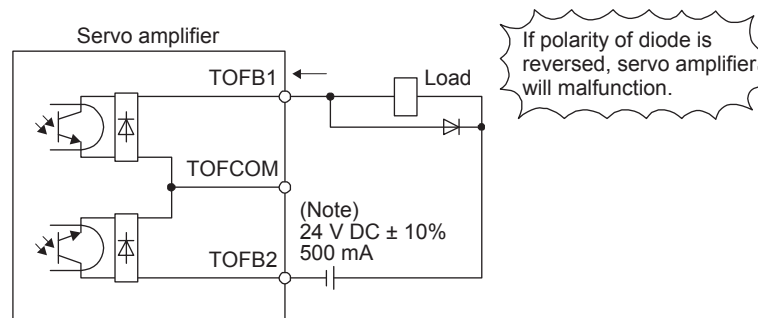 Servo amplifier
If polarity of diode is
reversed, servo amplifier
will malfunction.
TOFB1
Load
TOFCOM
(Note)
24 V DC ± 10%
500 mA
TOFB2